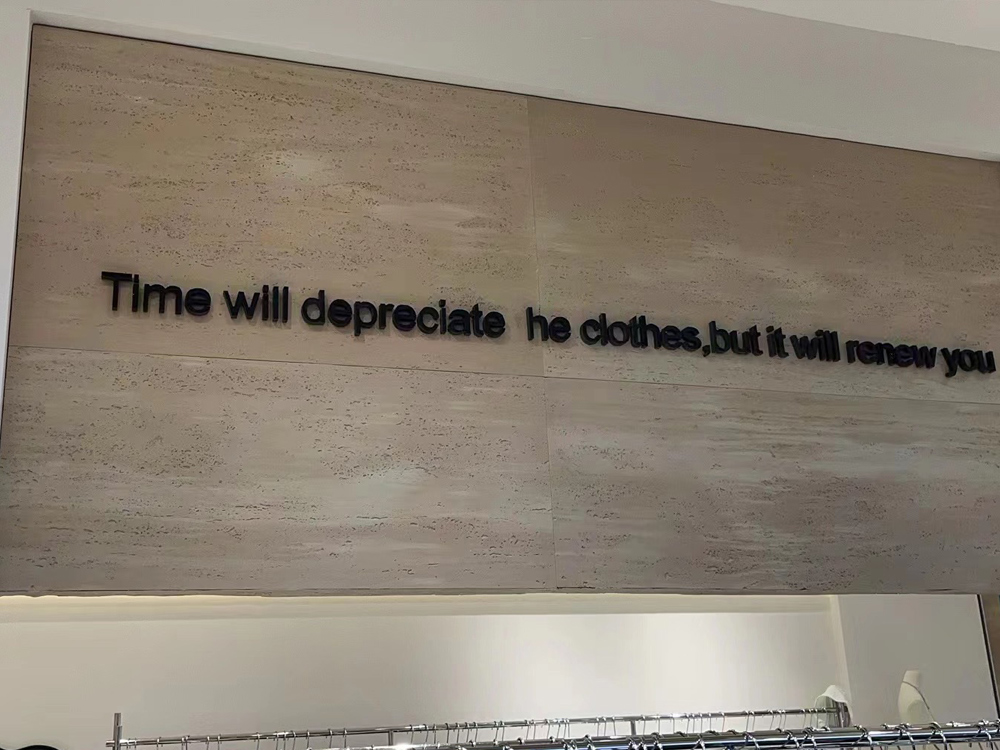 Time will depreciate he clothes,but it will renew you